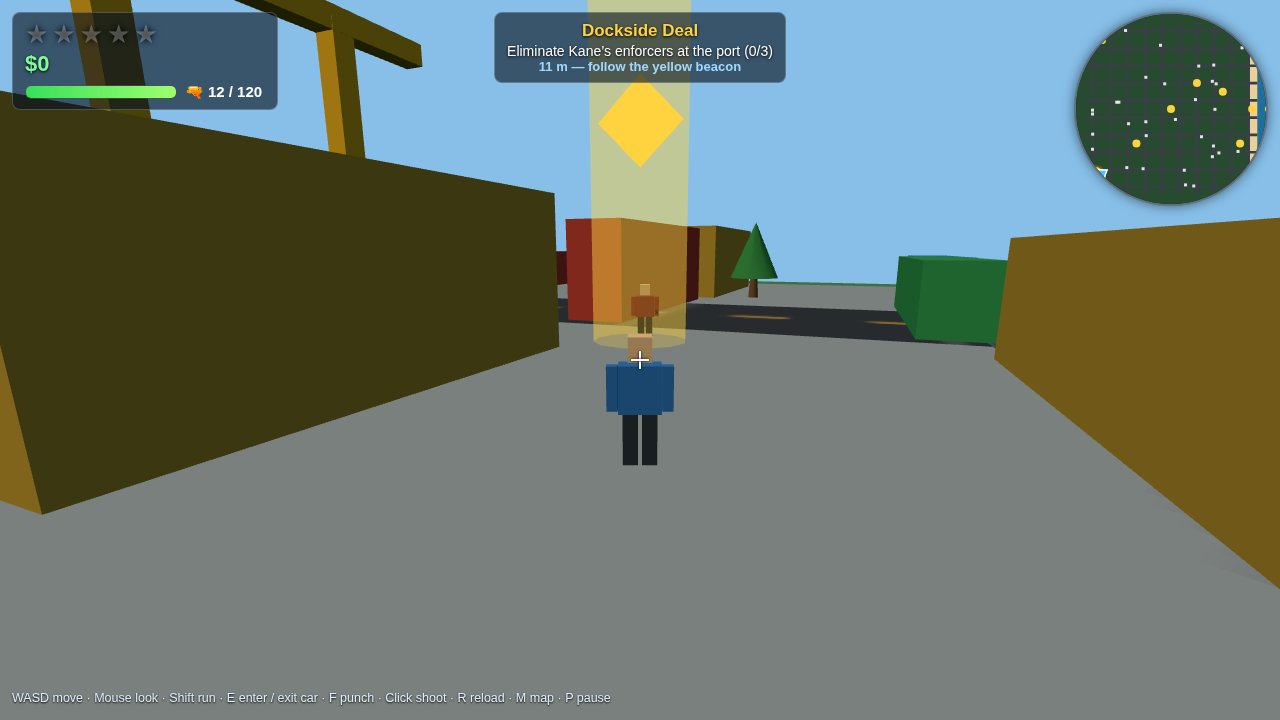 ★★★★★
$0
🔫 12 / 120
Dockside Deal
Eliminate Kane's enforcers at the port (0/3)
11 m — follow the yellow beacon
WASD move · Mouse look · Shift run · E enter / exit car · F punch · Click shoot · R reload · M map · P pause